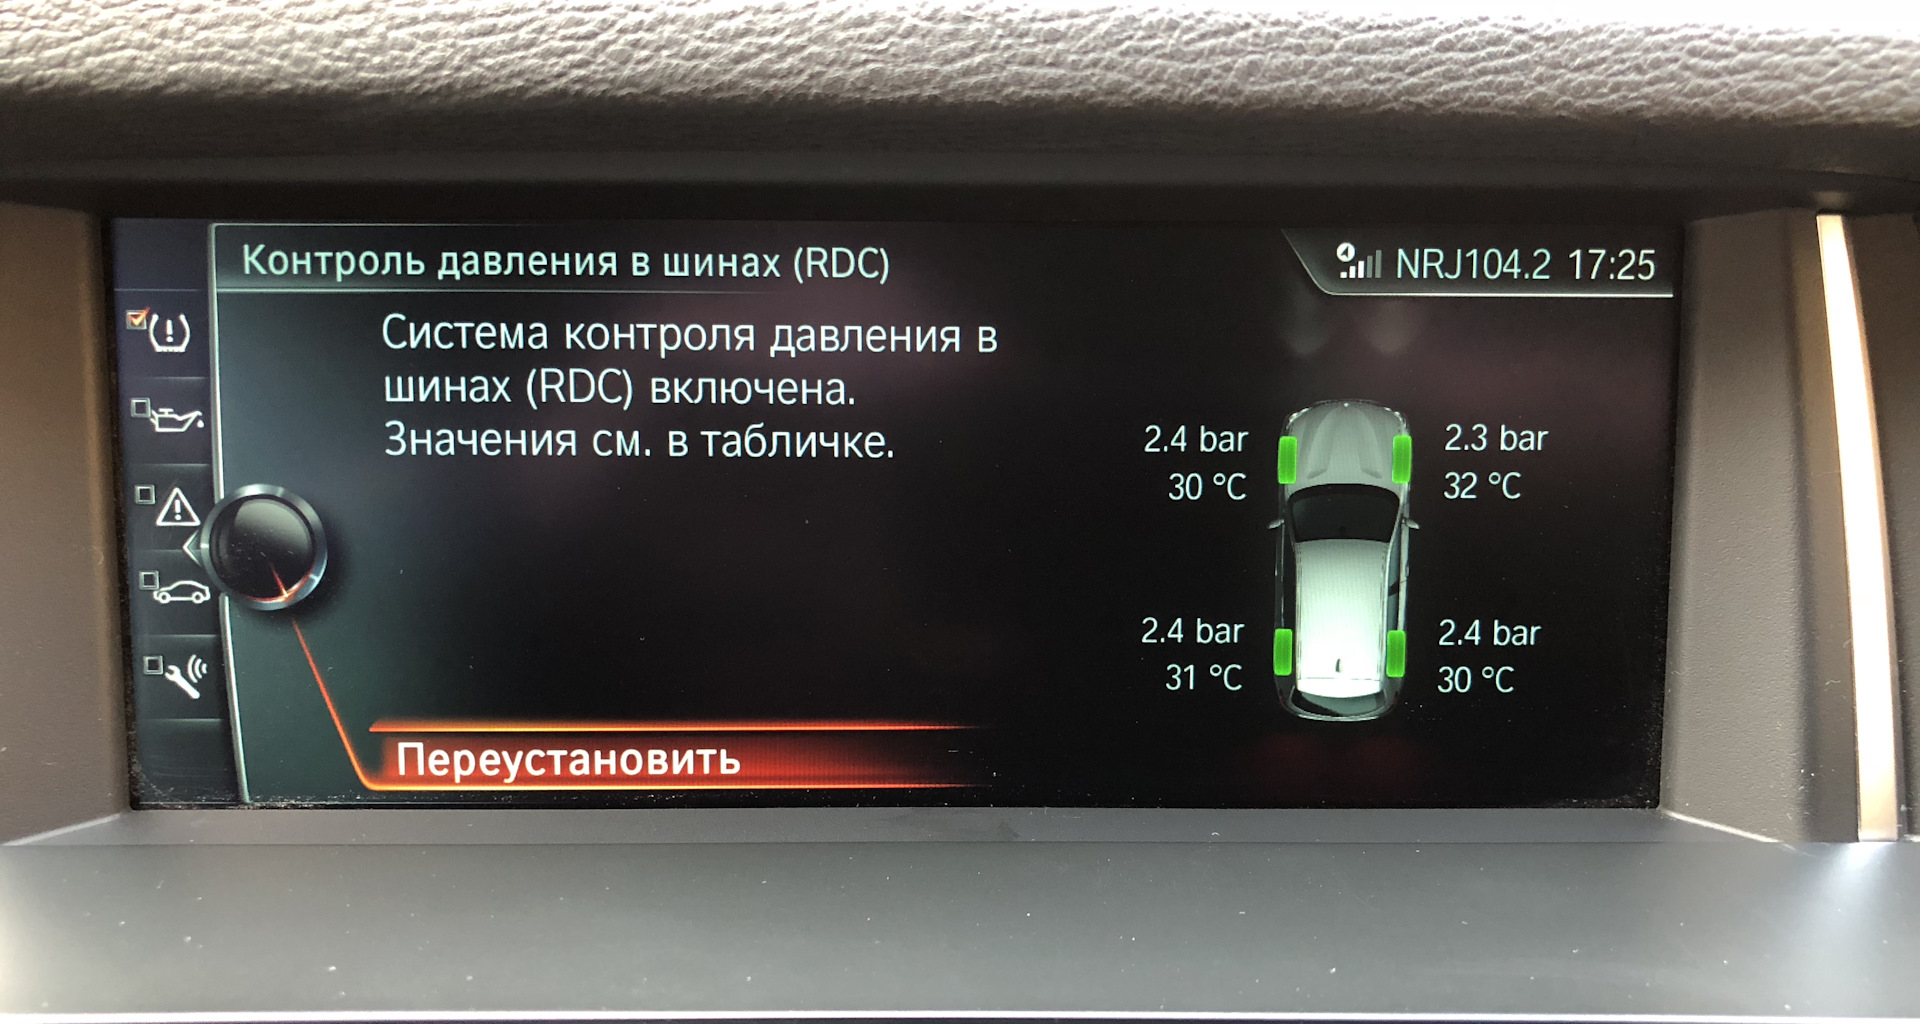 Контроль давления в шинах (RDC)
NRJ104.2 17:25
Система контроля давления в
шинах (RDC) включена.
Значения см. в табличке.
2.4 bar
30 °C
2.3 bar
32 °C
2.4 bar
31 °C
2.4 bar
30 °C
Переустановить